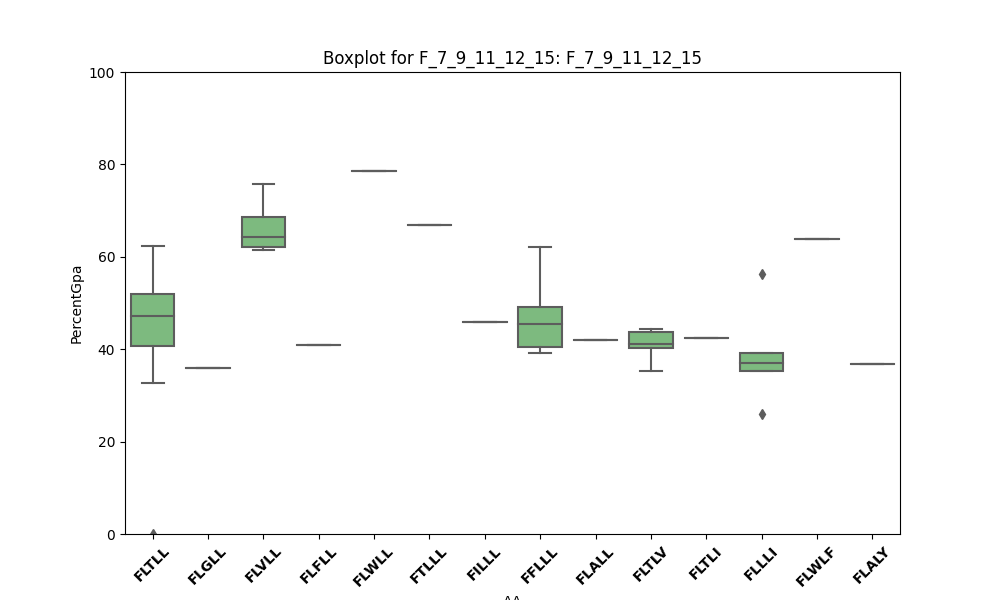 Boxplot for F_7_9_11_12_15: F_7_9_11_12_15
PercentGpa
100
80
60
40
20
0
FLTLL
FLGLL
FLVLL
FLFLL
FLWLL
FTLLL
FILLL
FFLLL
FLALL
FLTLV
FLTLI
FLLLI
FLWLF
FLALY
AA